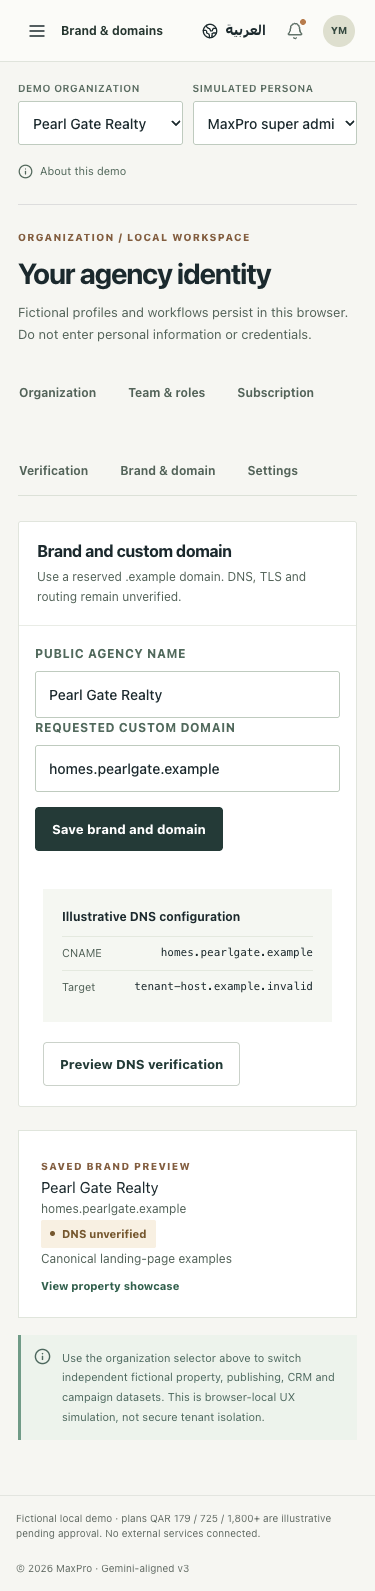 Brand & domains
العربية
YM
DEMO ORGANIZATION
SIMULATED PERSONA
Pearl Gate Realty
MaxPro super admi
About this demo
ORGANIZATION / LOCAL WORKSPACE
Your agency identity
Fictional profiles and workflows persist in this browser.
Do not enter personal information or credentials.
Organization
Team & roles
Subscription
Verification
Brand & domain
Settings
Brand and custom domain
Use a reserved .example domain. DNS, TLS and
routing remain unverified.
PUBLIC AGENCY NAME
Pearl Gate Realty
REQUESTED CUSTOM DOMAIN
homes.pearlgate.example
Save brand and domain
Illustrative DNS configuration
CNAME
homes.pearlgate.example
Target
tenant-host.example.invalid
Preview DNS verification
SAVED BRAND PREVIEW
Pearl Gate Realty
homes.pearlgate.example
DNS unverified
Canonical landing-page examples
View property showcase
Use the organization selector above to switch
independent fictional property, publishing, CRM and
campaign datasets. This is browser-local UX
simulation, not secure tenant isolation.
Fictional local demo · plans QAR 179 / 725 / 1,800+ are illustrative
pending approval. No external services connected.
© 2026 MaxPro · Gemini-aligned v3